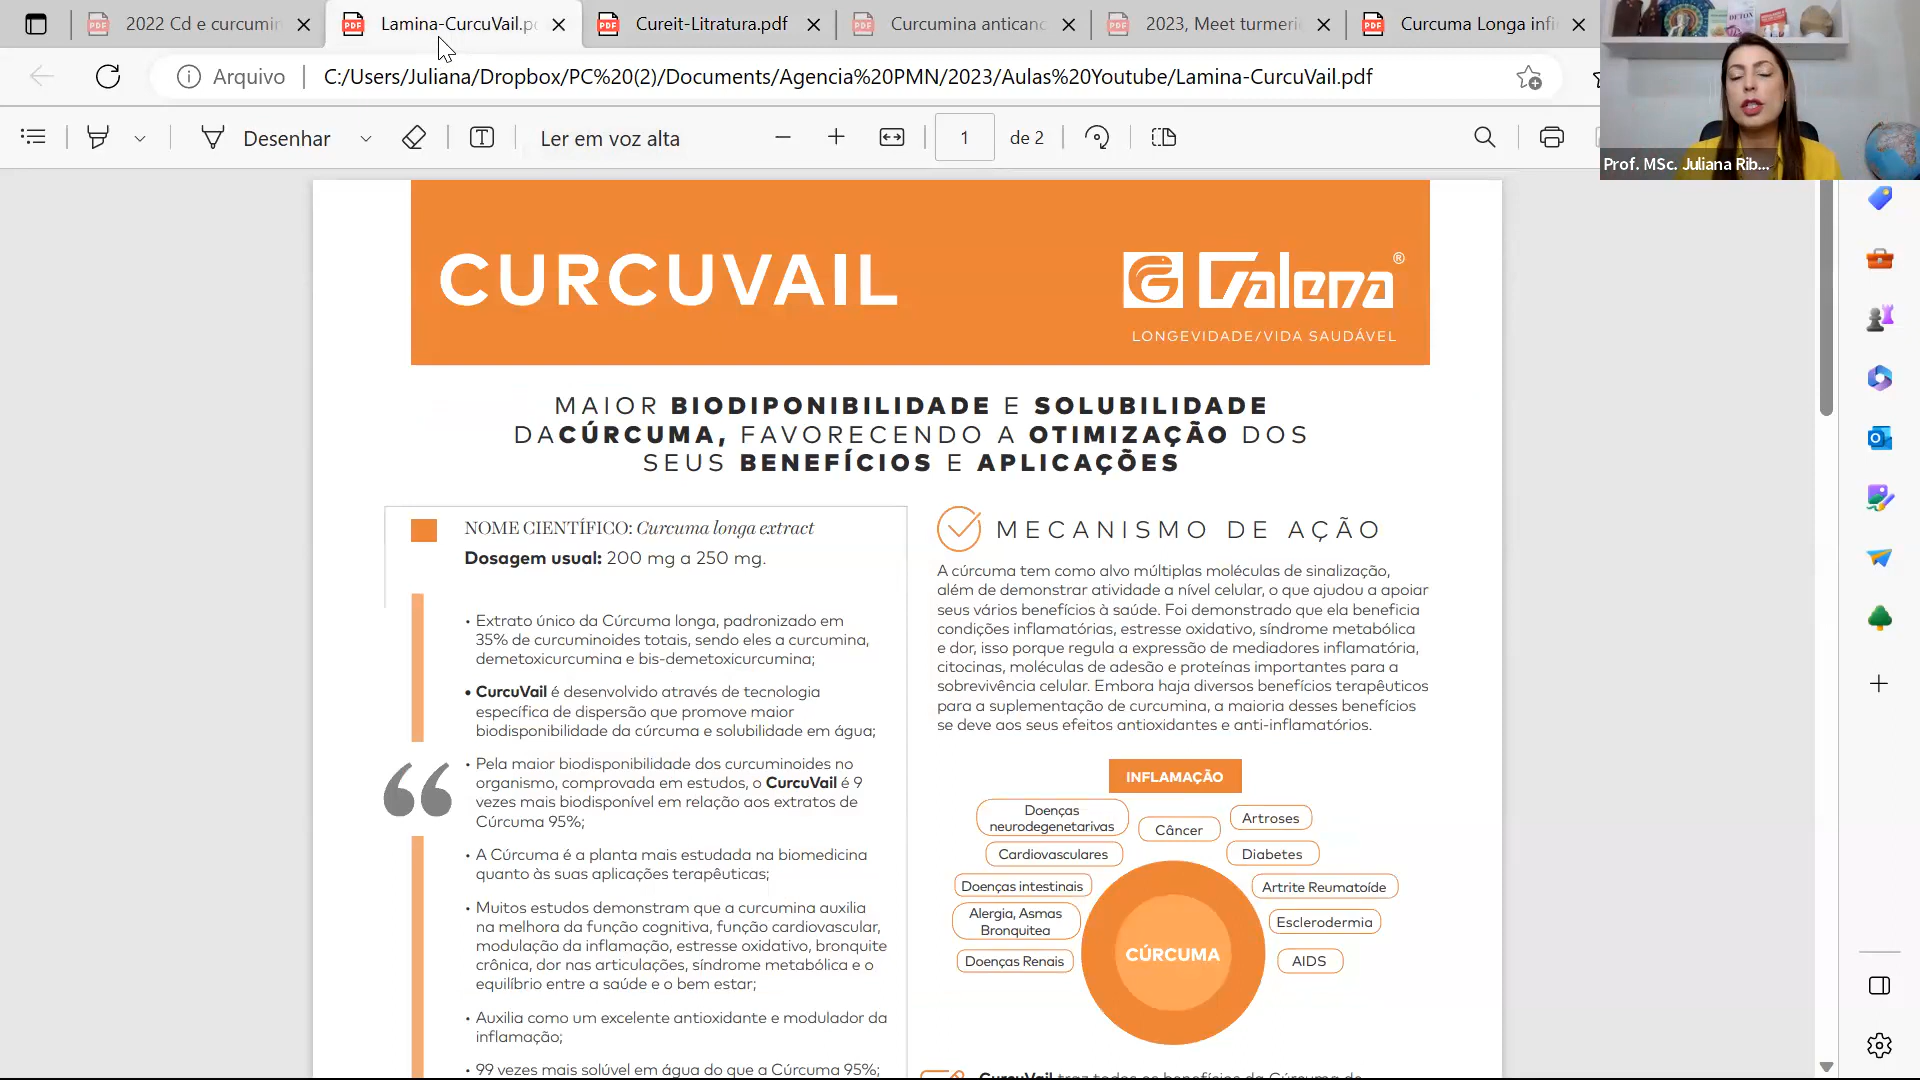 2022 Cd e curcumin
Lamina-CurcuVail.p
Cureit-Litratura.pdf
Curcumina anticanc
2023, Meet turmeri
Curcuma Longa infl
Arquivo
C:/Users/Juliana/Dropbox/PC%20(2)/Documents/Agencia%20PMN/2023/Aulas%20Youtube/Lamina-CurcuVail.pdf
Desenhar
Ler em voz alta
1
de 2
Prof. MSc. Juliana Rib...
CURCUVAIL
Galena®
LONGEVIDADE/VIDA SAUDÁVEL
MAIOR BIODIPONIBILIDADE E SOLUBILIDADE
DACÚRCUMA, FAVORECENDO A OTIMIZAÇÃO DOS
SEUS BENEFÍCIOS E APLICAÇÕES
NOME CIENTÍFICO: Curcuma longa extract
Dosagem usual: 200 mg a 250 mg.
• Extrato único da Cúrcuma longa, padronizado em
35% de curcuminoides totais, sendo eles a curcumina,
demetoxicurcumina e bis-demetoxicurcumina;
• CurcuVail é desenvolvido através de tecnologia
específica de dispersão que promove maior
biodisponibilidade da cúrcuma e solubilidade em água;
• Pela maior biodisponibilidade dos curcuminoides no
organismo, comprovada em estudos, o CurcuVail é 9
vezes mais biodisponível em relação aos extratos de
Cúrcuma 95%;
• A Cúrcuma é a planta mais estudada na biomedicina
quanto às suas aplicações terapêuticas;
• Muitos estudos demonstram que a curcumina auxilia
na melhora da função cognitiva, função cardiovascular,
modulação da inflamação, estresse oxidativo, bronquite
crônica, dor nas articulações, síndrome metabólica e o
equilíbrio entre a saúde e o bem estar;
• Auxilia como um excelente antioxidante e modulador da
inflamação;
• 99 vezes mais solúvel em água do que a Cúrcuma 95%;
MECANISMO DE AÇÃO
A cúrcuma tem como alvo múltiplas moléculas de sinalização,
além de demonstrar atividade a nível celular, o que ajudou a apoiar
seus vários benefícios à saúde. Foi demonstrado que ela beneficia
condições inflamatórias, estresse oxidativo, síndrome metabólica
e dor, isso porque regula a expressão de mediadores inflamatória,
citocinas, moléculas de adesão e proteínas importantes para a
sobrevivência celular. Embora haja diversos benefícios terapêuticos
para a suplementação de curcumina, a maioria desses benefícios
se deve aos seus efeitos antioxidantes e anti-inflamatórios.
INFLAMAÇÃO
Doenças
neurodegenetarivas
Câncer
Artroses
Cardiovasculares
Diabetes
Doenças intestinais
Artrite Reumatoíde
Alergia, Asmas
Bronquitea
Esclerodermia
Doenças Renais
AIDS
CÚRCUMA
CurcuVail traz todos os benefícios da Cúrcuma de